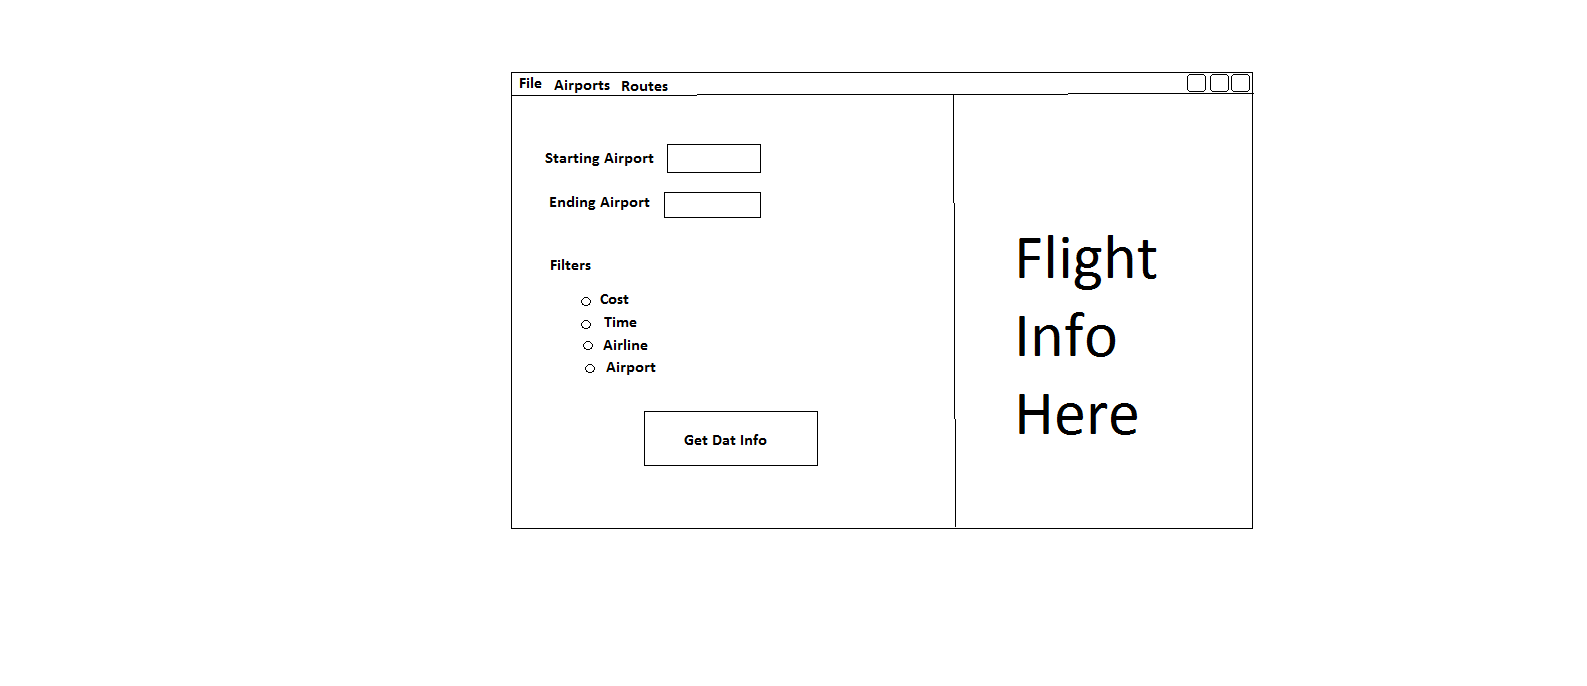 File Airports Routes
Starting Airport
Ending Airport
Filters
Cost
Time
Airline
Airport
Get Dat Info
Flight
Info
Here